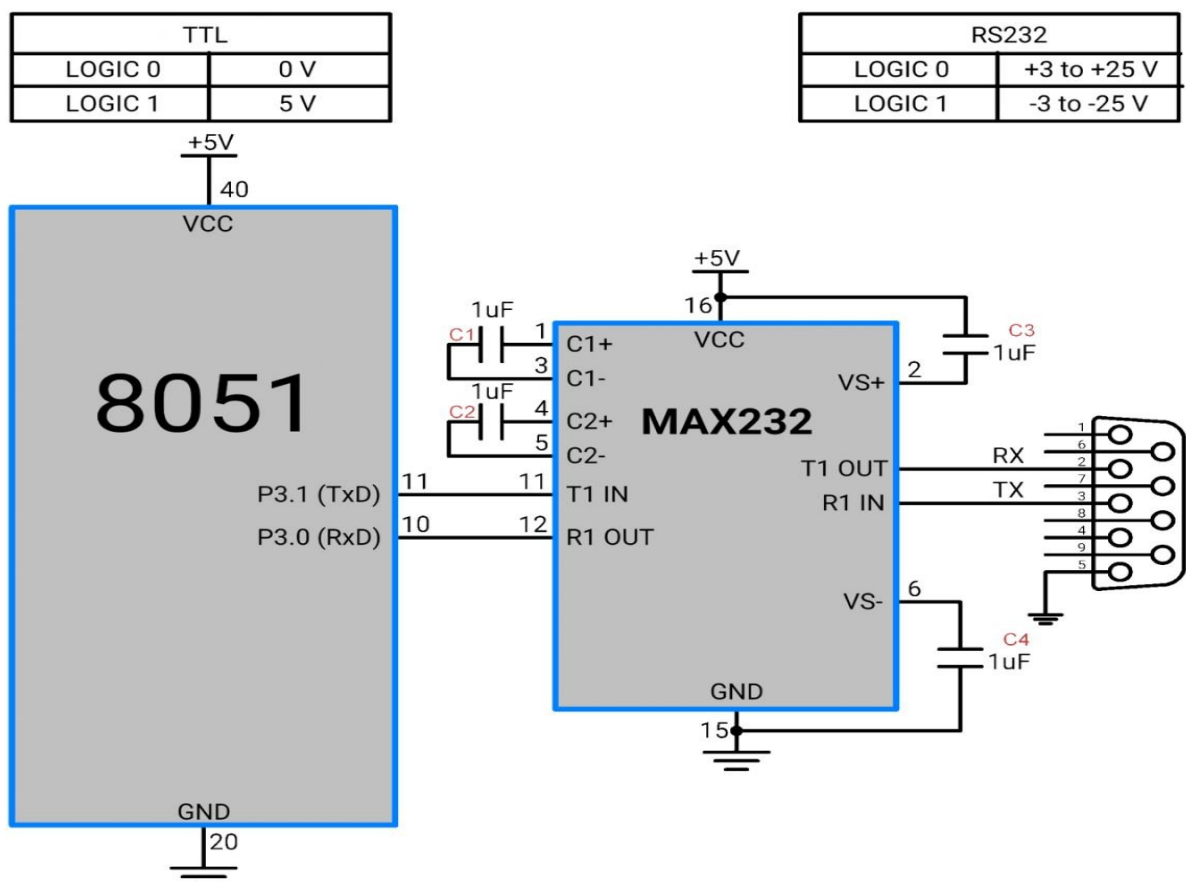 TTL
LOGIC 0 0 V
LOGIC 1 5 V
RS232
LOGIC 0 +3 to +25 V
LOGIC 1 -3 to -25 V
+5V
40
VCC
8051
P3.1 (TxD)
11
P3.0 (RxD)
10
GND
20
+5V
16
VCC
1uF
C1
1
C1+
3
C1-
1uF
C2
4
C2+
5
C2-
MAX232
11
T1 IN
12
R1 OUT
C3
1uF
2
VS+
T1 OUT
RX
R1 IN
TX
6
VS-
C4
1uF
GND
15
1
6
2
7
3
8
4
9
5